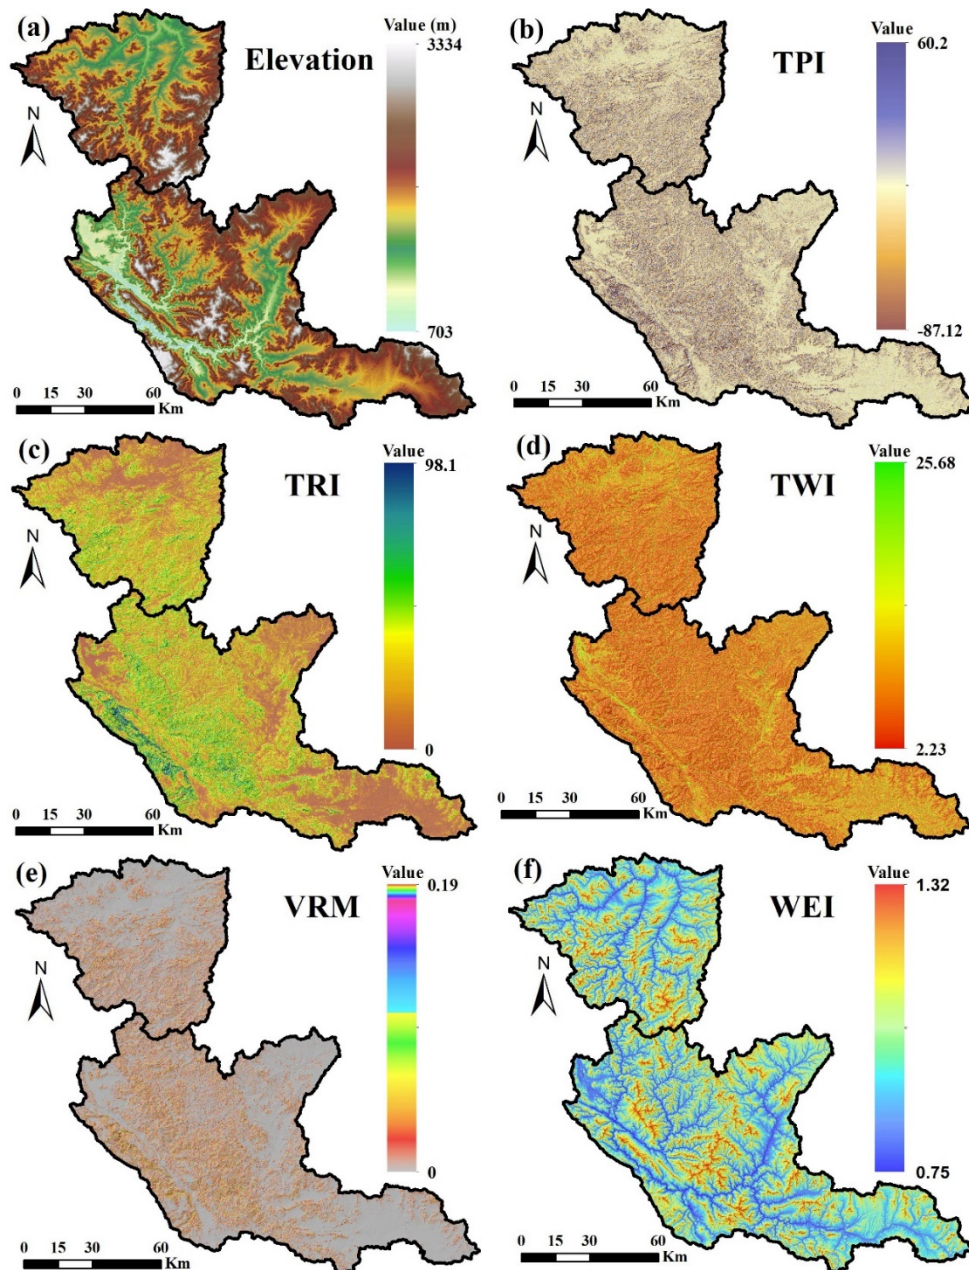 (a)
Elevation
Value (m)
3334
703
N
0 15 30 60
Km
(b)
TPI
Value
60.2
-87.12
N
0 15 30 60
Km
(c)
TRI
Value
98.1
0
N
0 15 30 60
Km
(d)
TWI
Value
25.68
2.23
N
0 15 30 60
Km
(e)
VRM
Value
0.19
0
N
0 15 30 60
Km
(f)
WEI
Value
1.32
0.75
N
0 15 30 60
Km